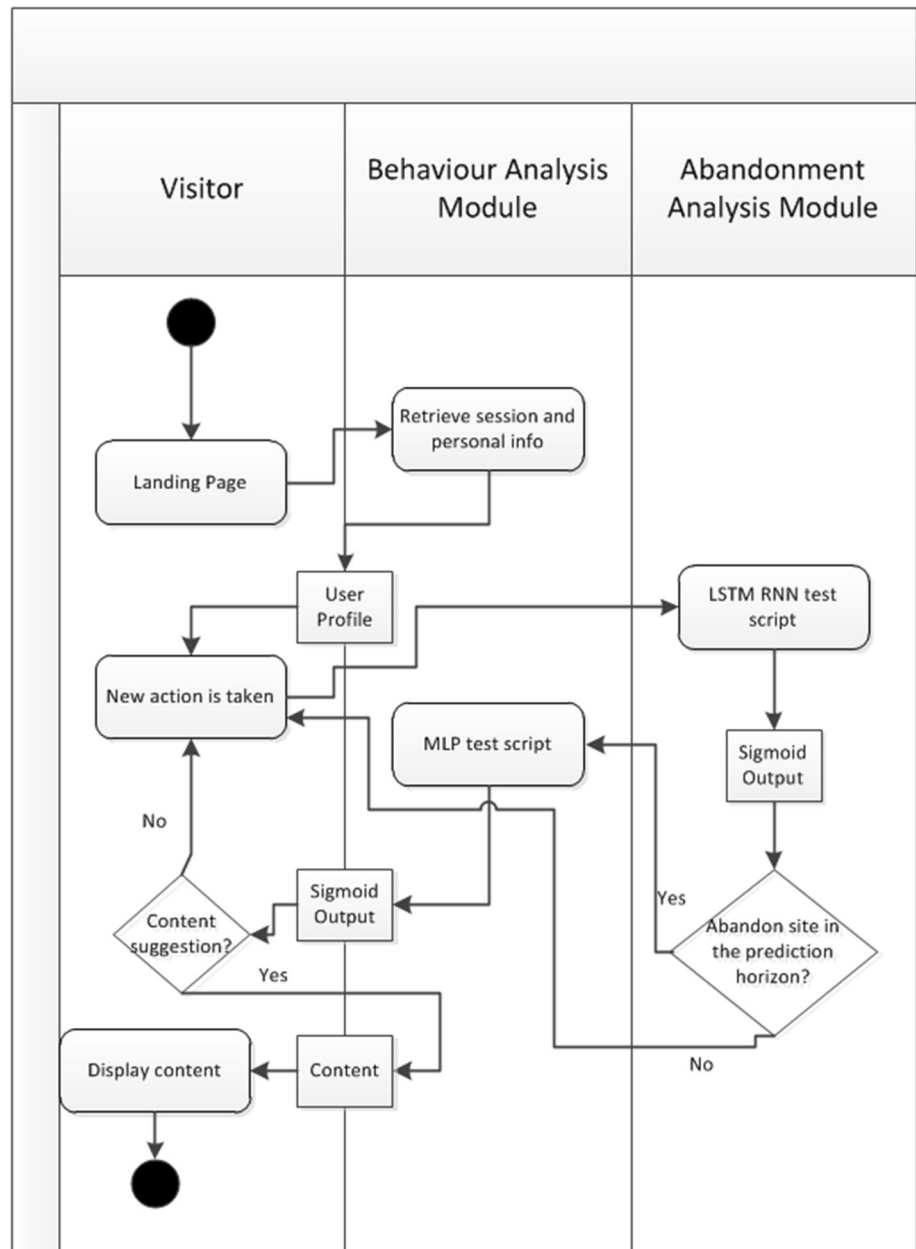 Visitor
Behaviour Analysis
Module
Abandonment
Analysis Module
Retrieve session and
personal info
Landing Page
User
Profile
LSTM RNN test
script
New action is taken
MLP test script
Sigmoid
Output
No
Sigmoid
Output
Content
suggestion?
Yes
Abandon site in
the prediction
horizon?
Yes
No
Display content
Content